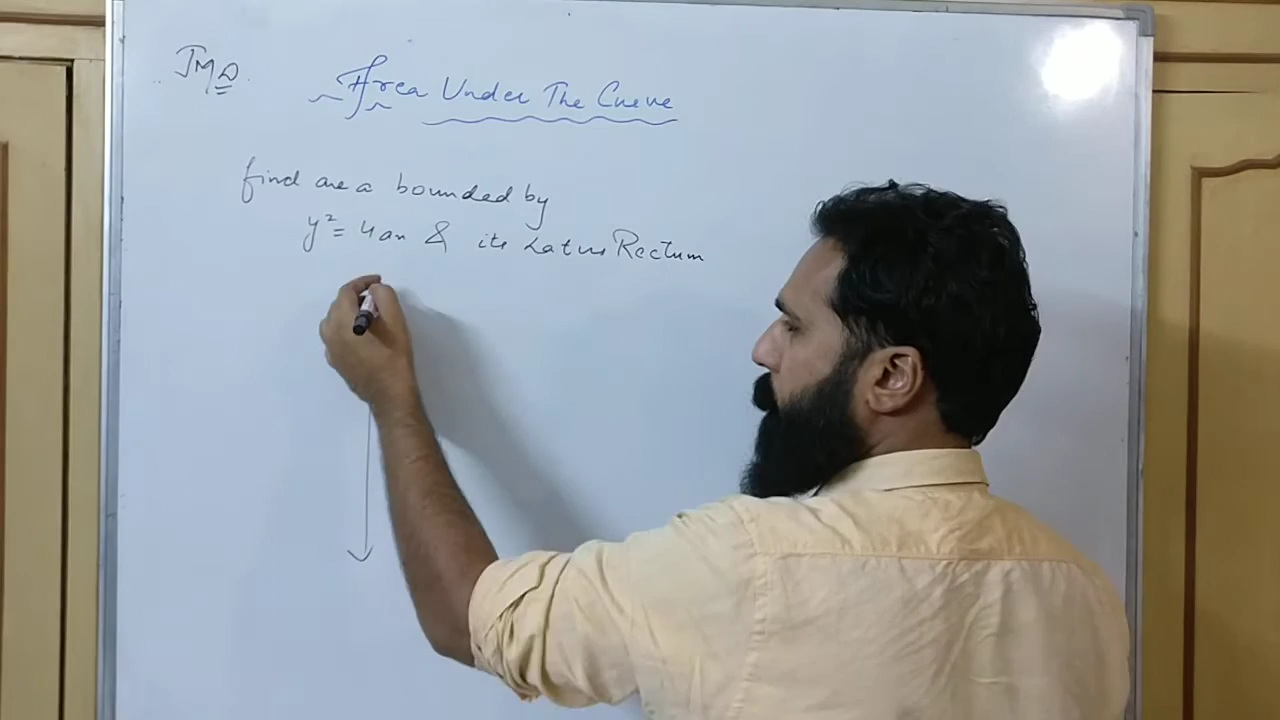 JMD
Area Under The Curve
find area bounded by
y² = 4ax & its Latus Rectum